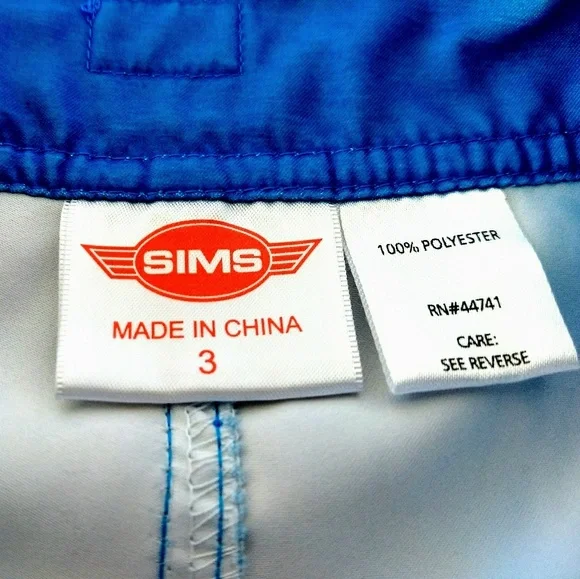 SIMS
MADE IN CHINA
3
100% POLYESTER
RN#44741
CARE:
SEE REVERSE